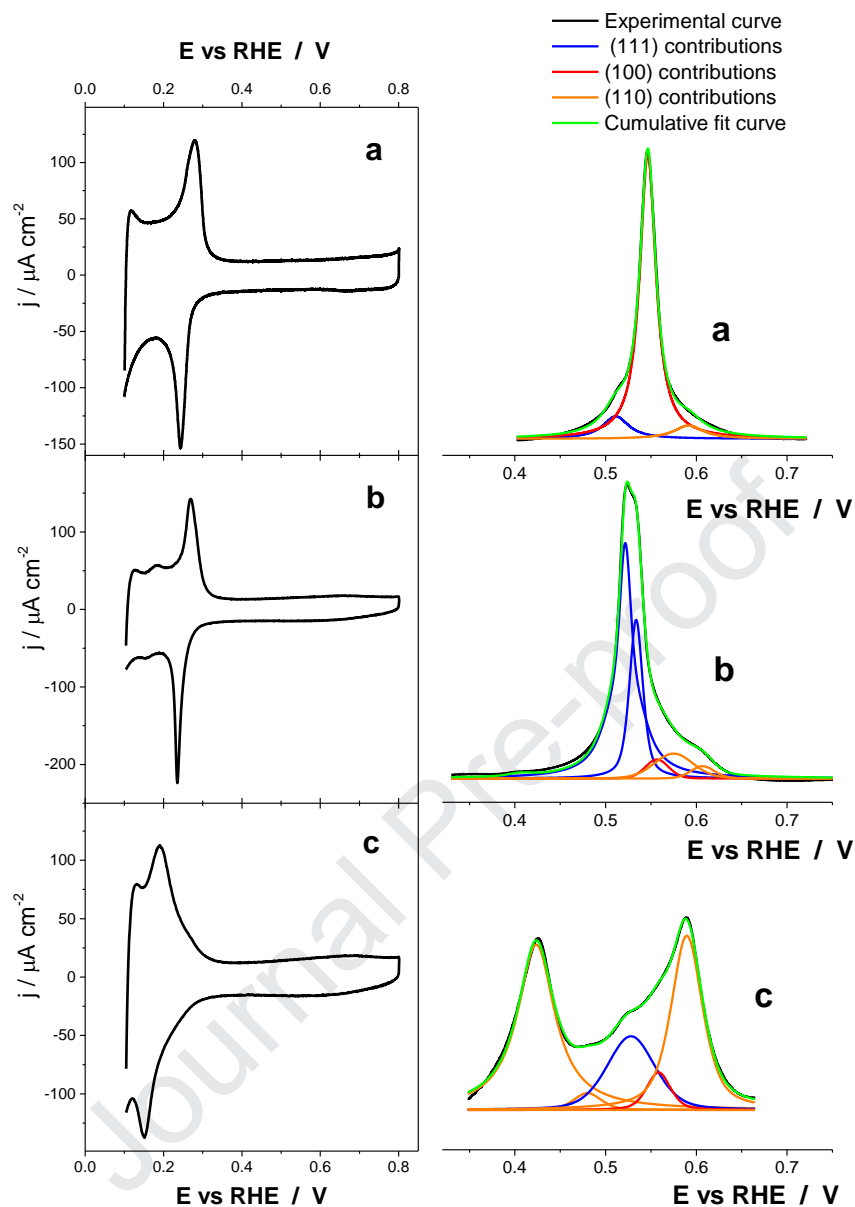 E vs RHE / V
0.0 0.2 0.4 0.6 0.8
a
100
50
0
-50
-100
-150
j / μA cm-2
b
100
0
-100
-200
j / μA cm-2
c
100
50
0
-50
-100
j / μA cm-2
0.0 0.2 0.4 0.6 0.8
E vs RHE / V
Experimental curve
(111) contributions
(100) contributions
(110) contributions
Cumulative fit curve
a
0.4 0.5 0.6 0.7
E vs RHE / V
b
0.4 0.5 0.6 0.7
E vs RHE / V
c
0.4 0.5 0.6 0.7
E vs RHE / V
Journal Pre-proof